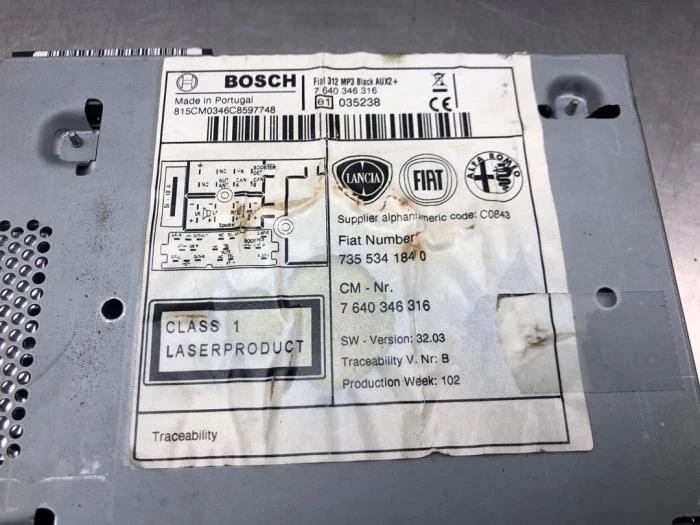 BOSCH
Fiat 312 MP3 Black AUX2+
7 640 346 316
e1 035238
CE
Made in Portugal
815CM0346C8597748
LANCIA
FIAT
ALFA ROMEO
Supplier alphanumeric code: C0843
Fiat Number
735 534 184 0
CM - Nr.
7 640 346 316
CLASS 1
LASERPRODUCT
SW - Version: 32.03
Traceability V. Nr: B
Production Week: 102
Traceability